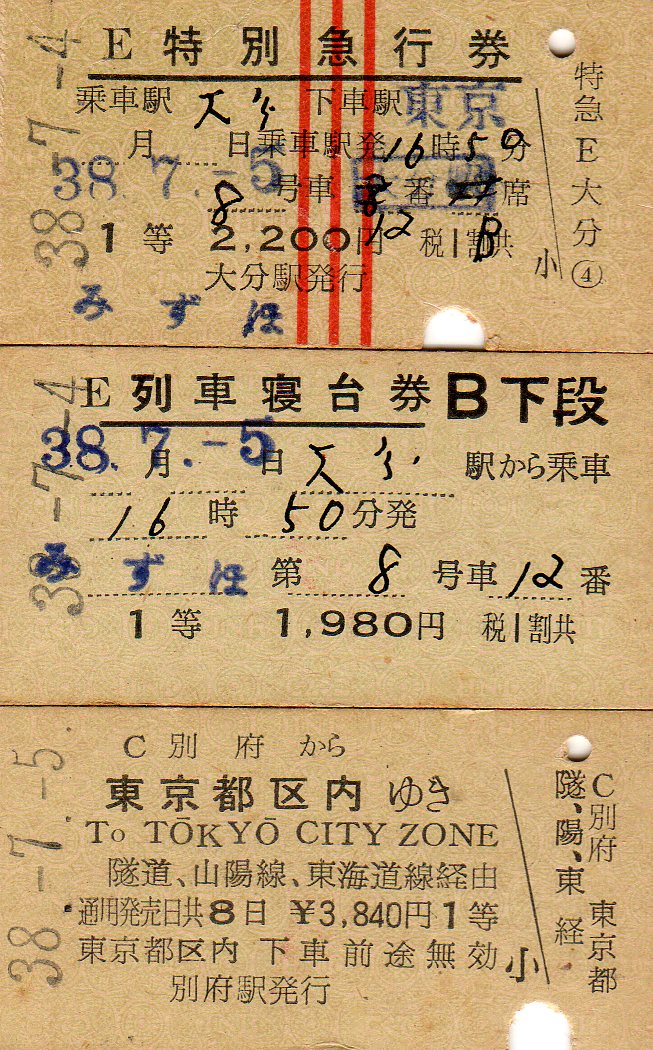 38-7-4
E 特別急行券
乗車駅 大分 下車駅 東京
月 日 乗車駅発 16時50分
38.7.-5 8号車 番 席
12 B
1等 2,200円 税1割共
大分駅発行
みずほ
小
特急E大分④
38-7-4
E 列車寝台券 B下段
38.7.-5 月 日 大分 駅から乗車
16時50分発
みずほ 第8号車12番
1等 1,980円 税1割共
38.-7.-5.
C 別府から
東京都区内ゆき
To TŌKYŌ CITY ZONE
隧道、山陽線、東海道線経由
通用発売日共8日 ¥3,840円1等
東京都区内下車前途無効
別府駅発行
小
C別府 東京都
隧、陽、東経